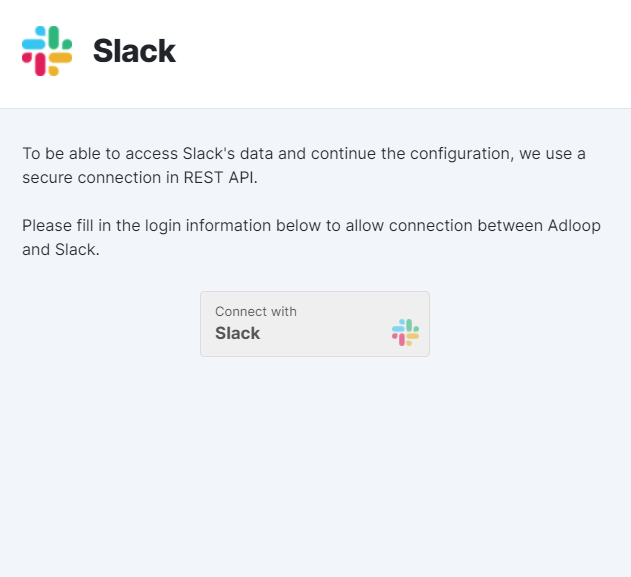 Slack
To be able to access Slack's data and continue the configuration, we use a
secure connection in REST API.
Please fill in the login information below to allow connection between Adloop
and Slack.
Connect with
Slack